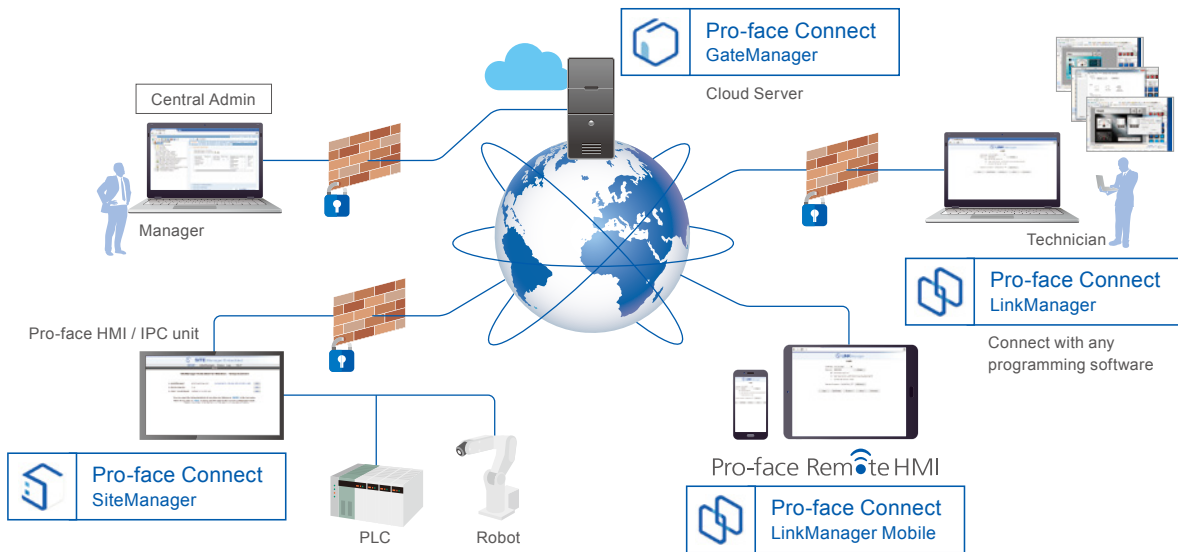 Pro-face Connect
GateManager
Cloud Server
Central Admin
Manager
Technician
Pro-face Connect
LinkManager
Connect with any
programming software
Pro-face HMI / IPC unit
Pro-face Connect
SiteManager
PLC
Robot
Pro-face Remote HMI
Pro-face Connect
LinkManager Mobile